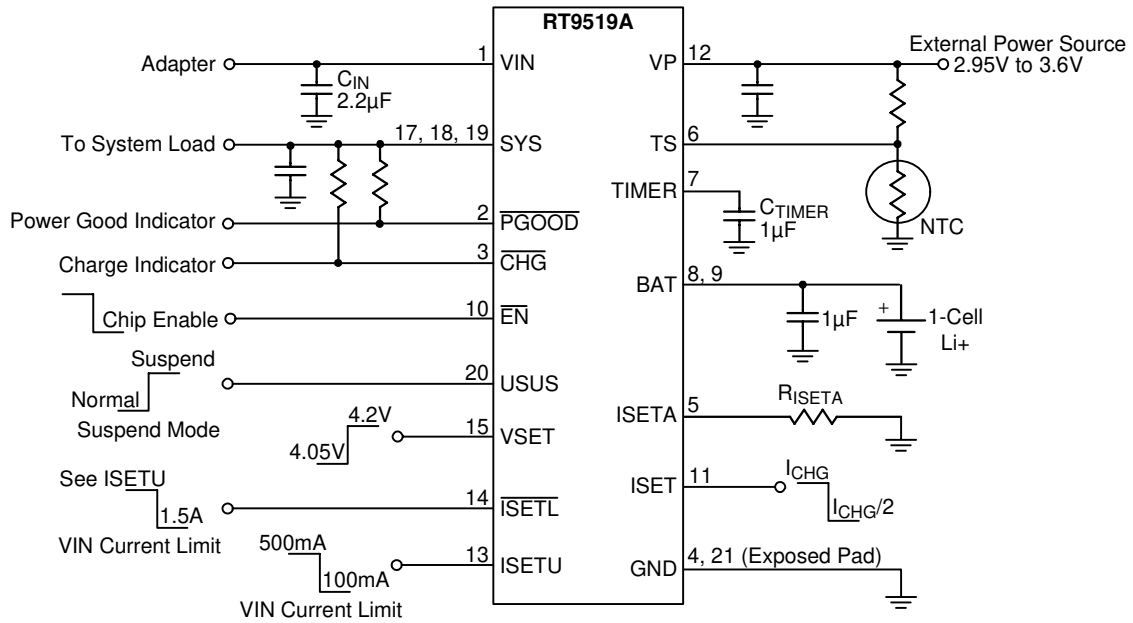 RT9519A
Adapter
1
VIN
C_IN
2.2μF
To System Load
17, 18, 19
SYS
Power Good Indicator
2
PGOOD
Charge Indicator
3
CHG
Chip Enable
10
EN
Suspend
Normal
Suspend Mode
20
USUS
4.2V
4.05V
15
VSET
See ISETU
1.5A
VIN Current Limit
14
ISETL
500mA
100mA
VIN Current Limit
13
ISETU
VP
12
External Power Source
2.95V to 3.6V
TS
6
NTC
TIMER
7
C_TIMER
1μF
BAT
8, 9
1μF
+
1-Cell
Li+
ISETA
5
R_ISETA
ISET
11
I_CHG
I_CHG/2
GND
4, 21 (Exposed Pad)